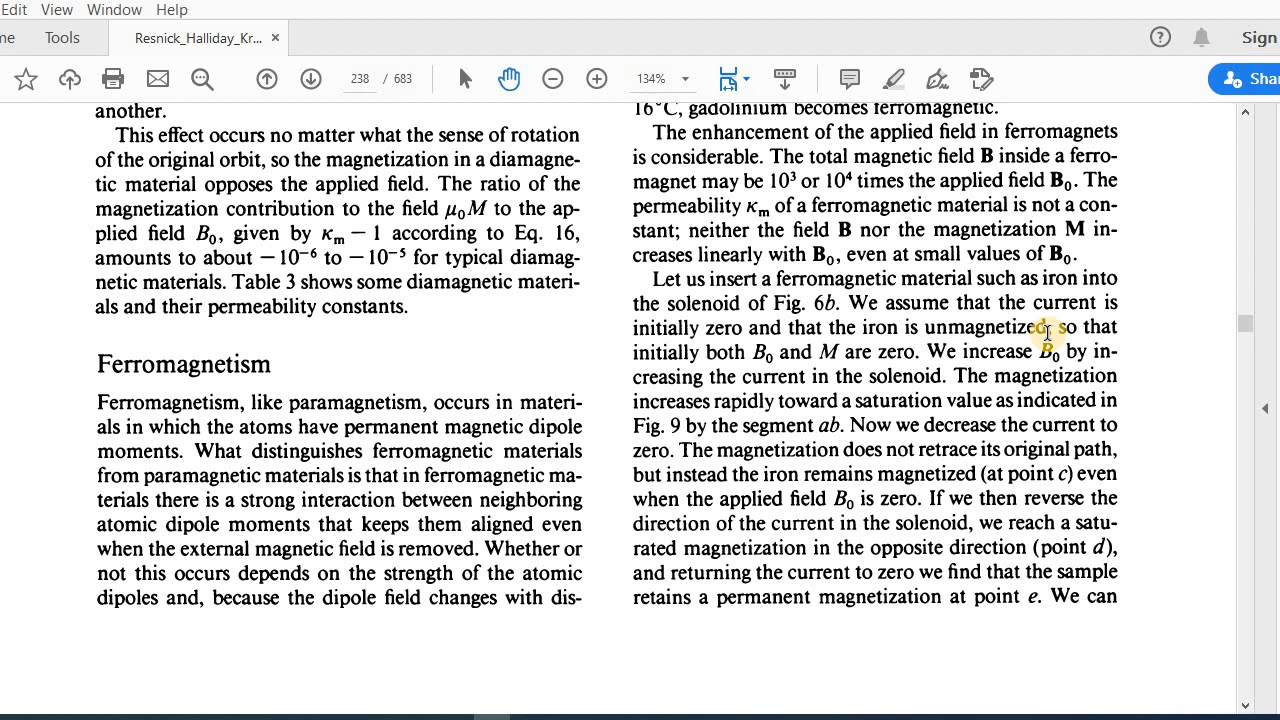 Edit View Window Help
me Tools Resnick_Halliday_Kr... × Sign
238 / 683 134% Shar
another.
This effect occurs no matter what the sense of rotation
of the original orbit, so the magnetization in a diamagne-
tic material opposes the applied field. The ratio of the
magnetization contribution to the field μ₀M to the ap-
plied field B₀, given by κₘ − 1 according to Eq. 16,
amounts to about −10⁻⁶ to −10⁻⁵ for typical diamag-
netic materials. Table 3 shows some diamagnetic materi-
als and their permeability constants.
Ferromagnetism
Ferromagnetism, like paramagnetism, occurs in materi-
als in which the atoms have permanent magnetic dipole
moments. What distinguishes ferromagnetic materials
from paramagnetic materials is that in ferromagnetic ma-
terials there is a strong interaction between neighboring
atomic dipole moments that keeps them aligned even
when the external magnetic field is removed. Whether or
not this occurs depends on the strength of the atomic
dipoles and, because the dipole field changes with dis-
16°C, gadolinium becomes ferromagnetic.
The enhancement of the applied field in ferromagnets
is considerable. The total magnetic field B inside a ferro-
magnet may be 10³ or 10⁴ times the applied field B₀. The
permeability κₘ of a ferromagnetic material is not a con-
stant; neither the field B nor the magnetization M in-
creases linearly with B₀, even at small values of B₀.
Let us insert a ferromagnetic material such as iron into
the solenoid of Fig. 6b. We assume that the current is
initially zero and that the iron is unmagnetized, so that
initially both B₀ and M are zero. We increase B₀ by in-
creasing the current in the solenoid. The magnetization
increases rapidly toward a saturation value as indicated in
Fig. 9 by the segment ab. Now we decrease the current to
zero. The magnetization does not retrace its original path,
but instead the iron remains magnetized (at point c) even
when the applied field B₀ is zero. If we then reverse the
direction of the current in the solenoid, we reach a satu-
rated magnetization in the opposite direction (point d),
and returning the current to zero we find that the sample
retains a permanent magnetization at point e. We can